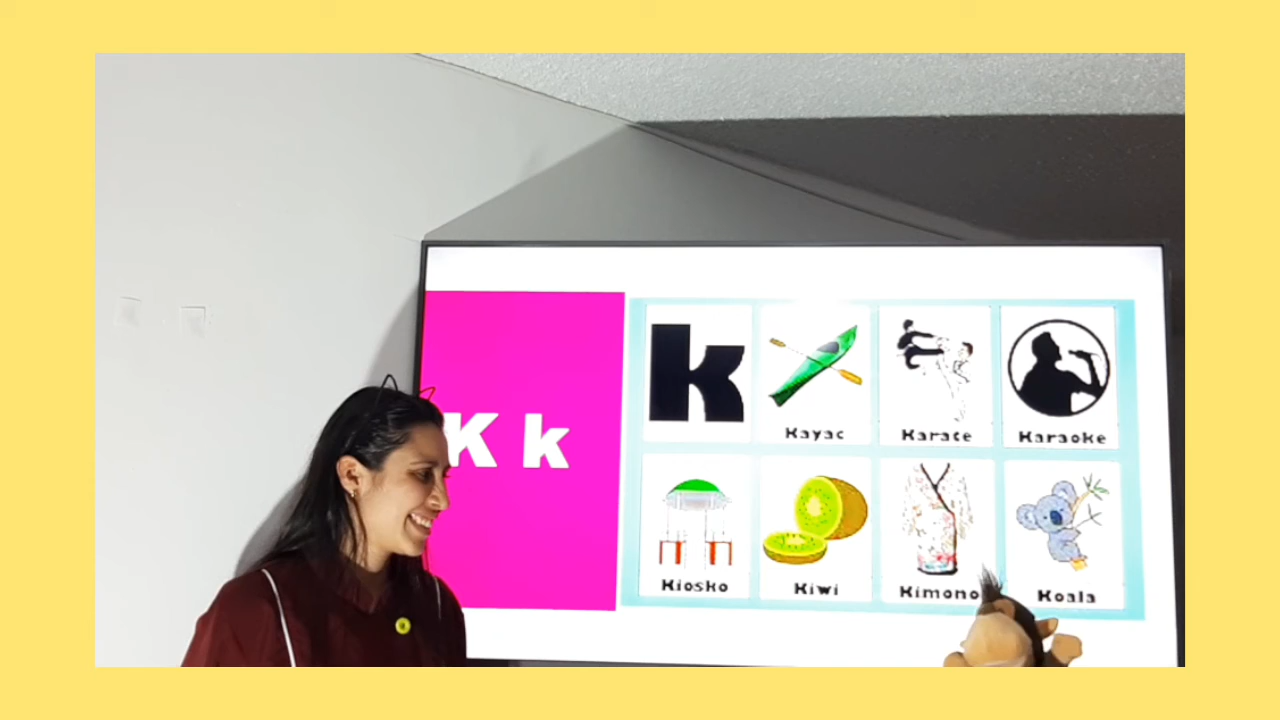 K k
k
Kayac
Karate
Karaoke
Kiosko
Kiwi
Kimono
Koala